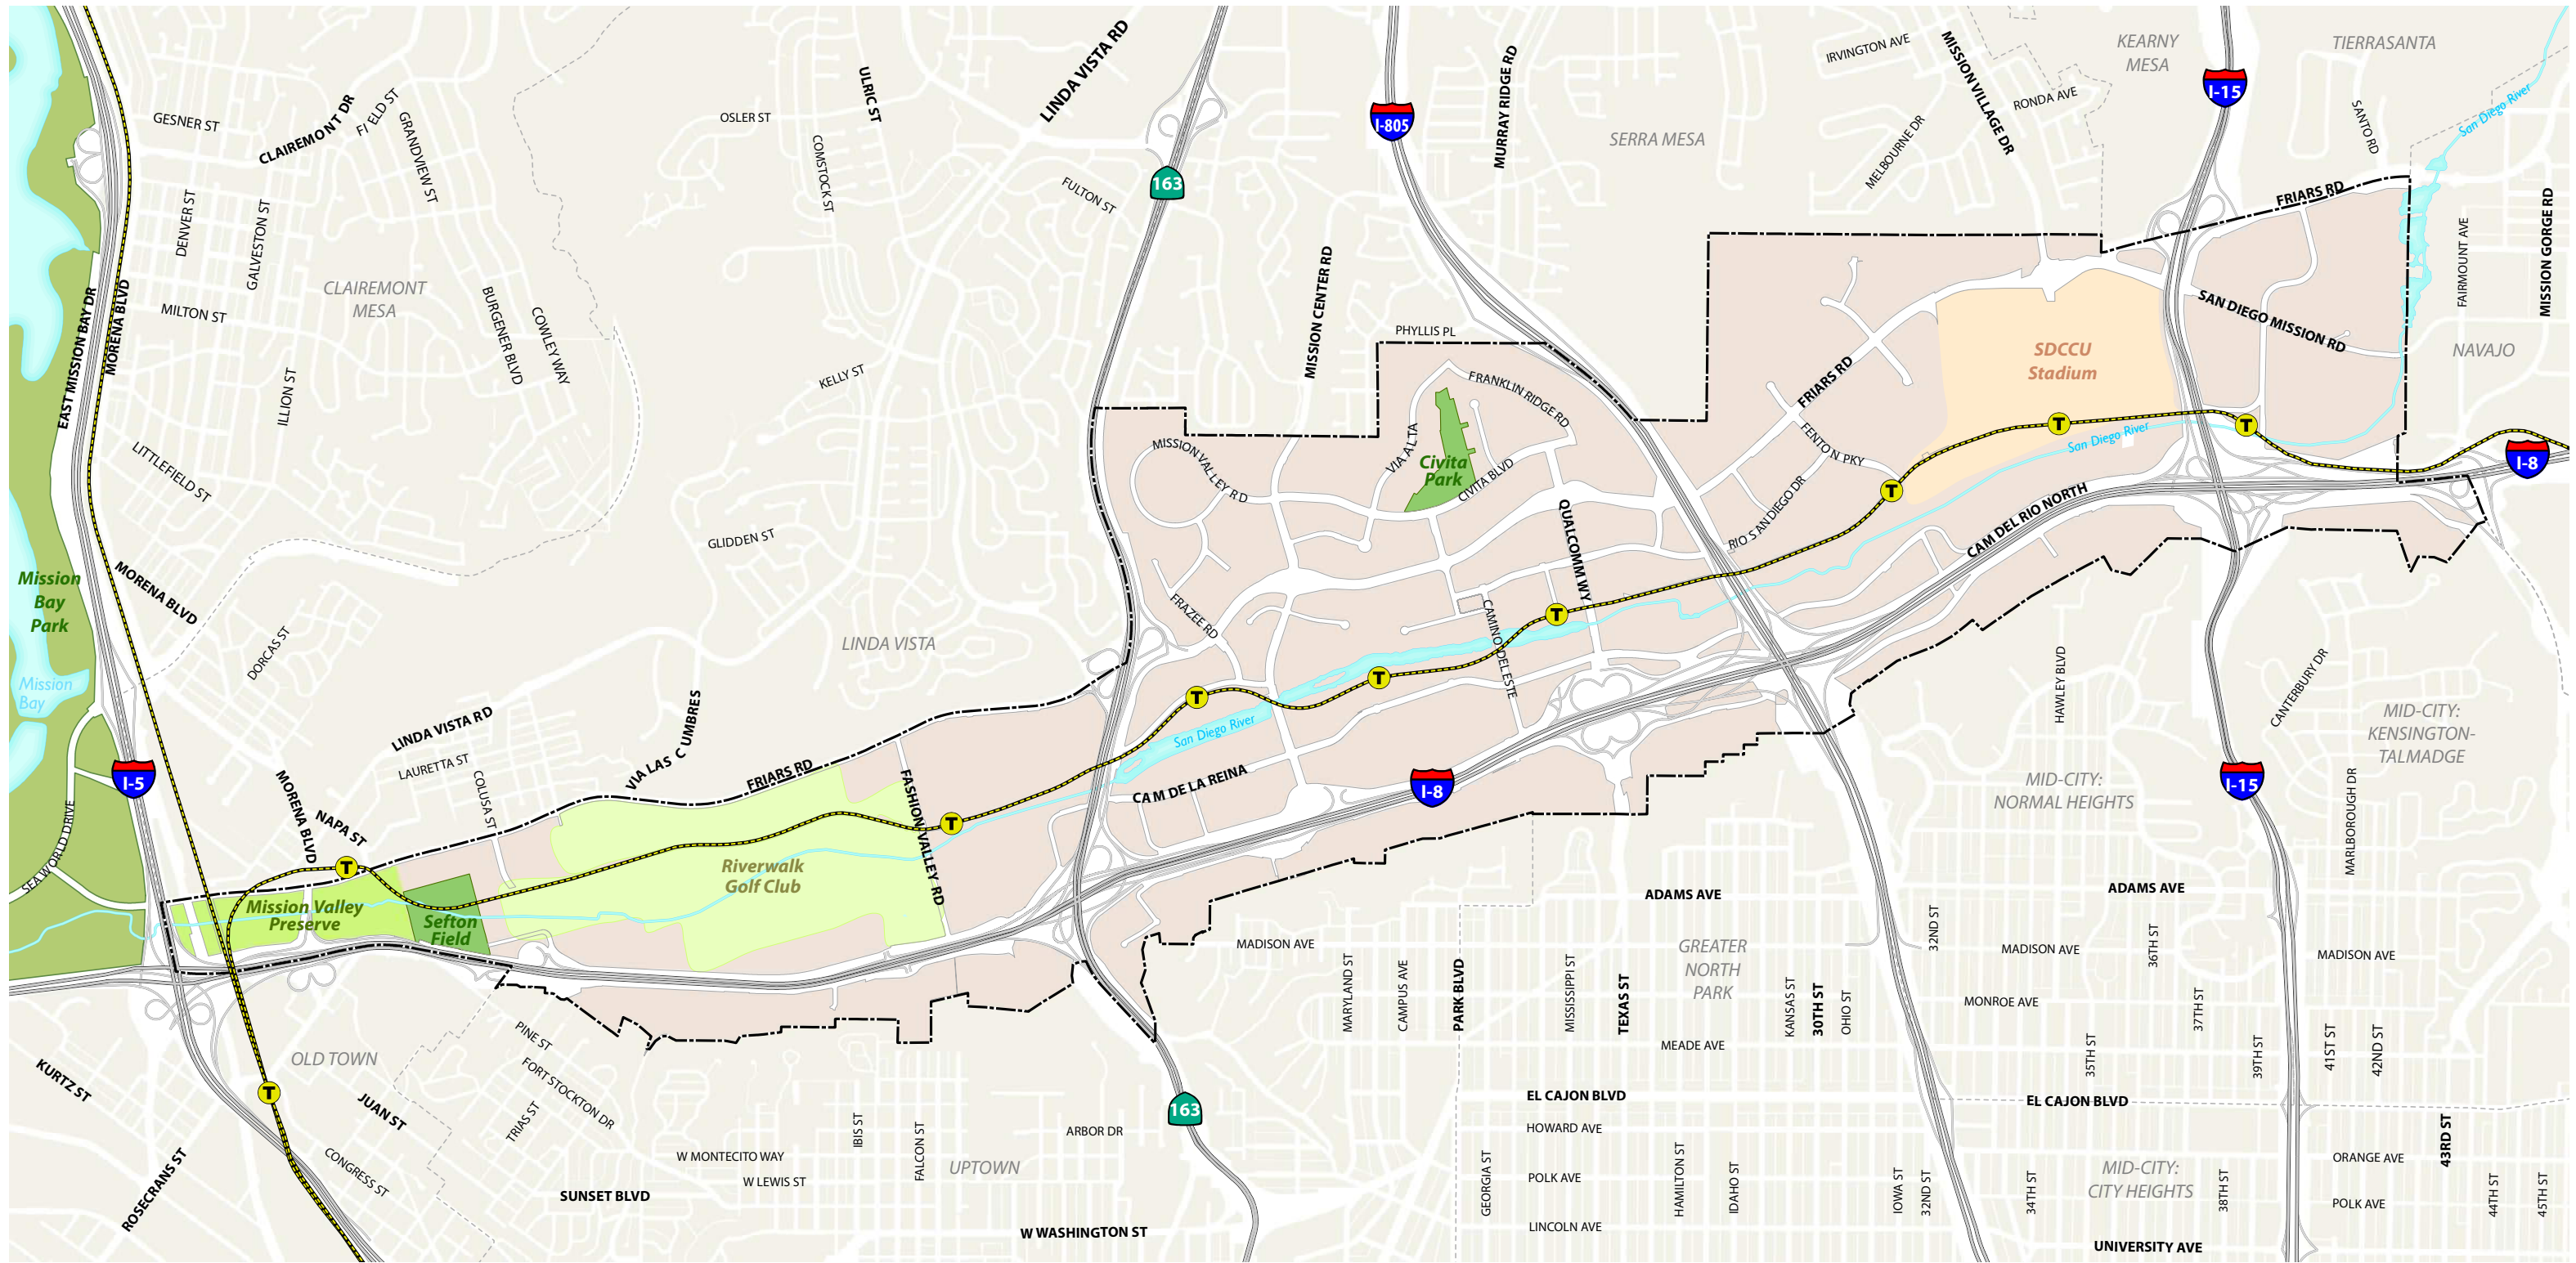 KEARNY
MESA
TIERRASANTA
IRVINGTON AVE
MISSION VILLAGE DR
LINDA VISTA RD
ULRIC ST
MURRAY RIDGE RD
I-15
SANTO RD
San Diego River
RONDA AVE
FIELD ST
CLAIREMONT DR
GESNER ST
GRANDVIEW ST
OSLER ST
COMSTOCK ST
I-805
SERRA MESA
MELBOURNE DR
163
FULTON ST
FRIARS RD
DENVER ST
GALVESTON ST
MISSION CENTER RD
FAIRMOUNT AVE
MISSION GORGE RD
CLAIREMONT
MESA
EAST MISSION BAY DR
MORENA BLVD
MILTON ST
BURGENER BLVD
COWLEY WAY
PHYLLIS PL
SAN DIEGO MISSION RD
NAVAJO
SDCCU
Stadium
ILLION ST
KELLY ST
FRANKLIN RIDGE RD
FRIARS RD
LITTLEFIELD ST
MISSION VALLEY RD
VIA ALTA
Civita
Park
CIVITA BLVD
FENTON PKY
T
T
San Diego River
I-8
T
RIO SAN DIEGO DR
QUALCOMM WY
CAM DEL RIO NORTH
GLIDDEN ST
Mission
Bay
Park
MORENA BLVD
DORCAS ST
FRAZEE RD
CAMINO DEL ESTE
T
LINDA VISTA
HAWLEY BLVD
CANTERBURY DR
Mission
Bay
T
T
San Diego River
LINDA VISTA RD
VIA LAS CUMBRES
MID-CITY:
KENSINGTON-
TALMADGE
LAURETTA ST
COLUSA ST
FRIARS RD
FASHION VALLEY RD
CAM DE LA REINA
I-5
I-8
I-15
MID-CITY:
NORMAL HEIGHTS
MARLBOROUGH DR
MORENA BLVD
NAPA ST
SEA WORLD DRIVE
T
T
Riverwalk
Golf Club
Mission Valley
Preserve
Sefton
Field
ADAMS AVE
ADAMS AVE
MADISON AVE
GREATER
NORTH
PARK
32ND ST
MADISON AVE
36TH ST
MADISON AVE
MARYLAND ST
CAMPUS AVE
PARK BLVD
MISSISSIPPI ST
TEXAS ST
KANSAS ST
30TH ST
OHIO ST
MONROE AVE
37TH ST
MEADE AVE
35TH ST
39TH ST
41ST ST
42ND ST
PINE ST
OLD TOWN
KURTZ ST
T
JUAN ST
FORT STOCKTON DR
TRIAS ST
163
EL CAJON BLVD
EL CAJON BLVD
IBIS ST
FALCON ST
ARBOR DR
HOWARD AVE
43RD ST
ROSECRANS ST
CONGRESS ST
W MONTECITO WAY
W LEWIS ST
UPTOWN
SUNSET BLVD
W WASHINGTON ST
GEORGIA ST
POLK AVE
HAMILTON ST
IDAHO ST
IOWA ST
32ND ST
34TH ST
MID-CITY:
CITY HEIGHTS
38TH ST
ORANGE AVE
POLK AVE
44TH ST
45TH ST
LINCOLN AVE
UNIVERSITY AVE